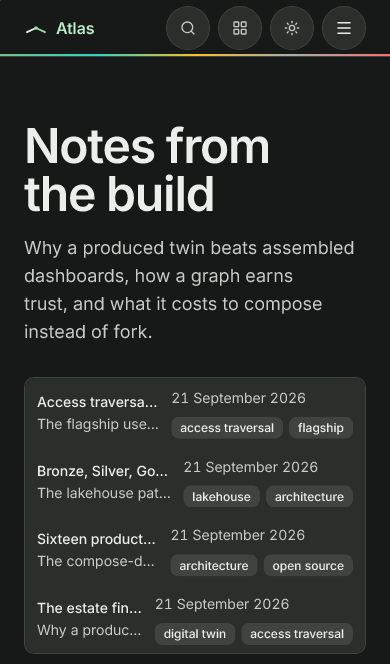 Atlas
Notes from
the build
Why a produced twin beats assembled
dashboards, how a graph earns
trust, and what it costs to compose
instead of fork.
Access traversa...
21 September 2026
The flagship use...
access traversal
flagship
Bronze, Silver, Go...
21 September 2026
The lakehouse pat...
lakehouse
architecture
Sixteen product...
21 September 2026
The compose-d...
architecture
open source
The estate fin...
21 September 2026
Why a produc...
digital twin
access traversal